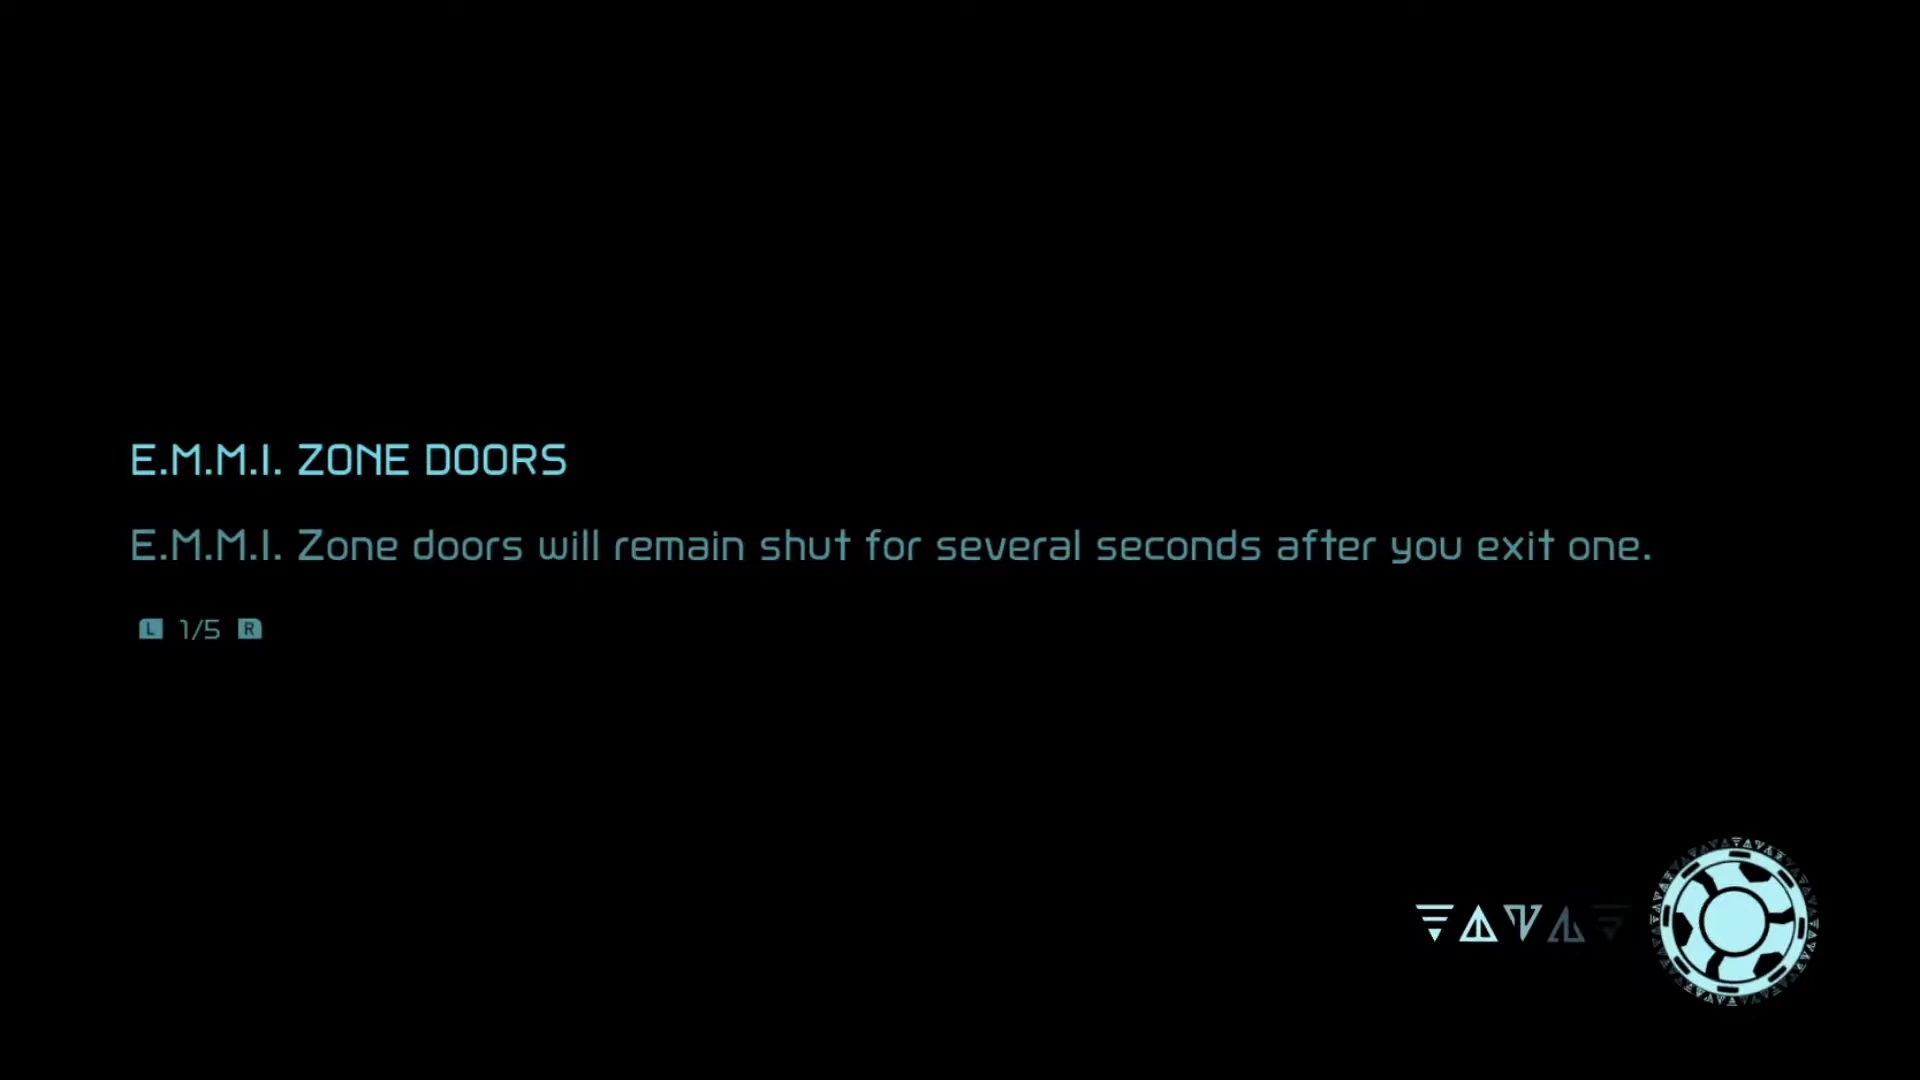 E.M.M.I. ZONE DOORS
E.M.M.I. Zone doors will remain shut for several seconds after you exit one.
L 1/5 R